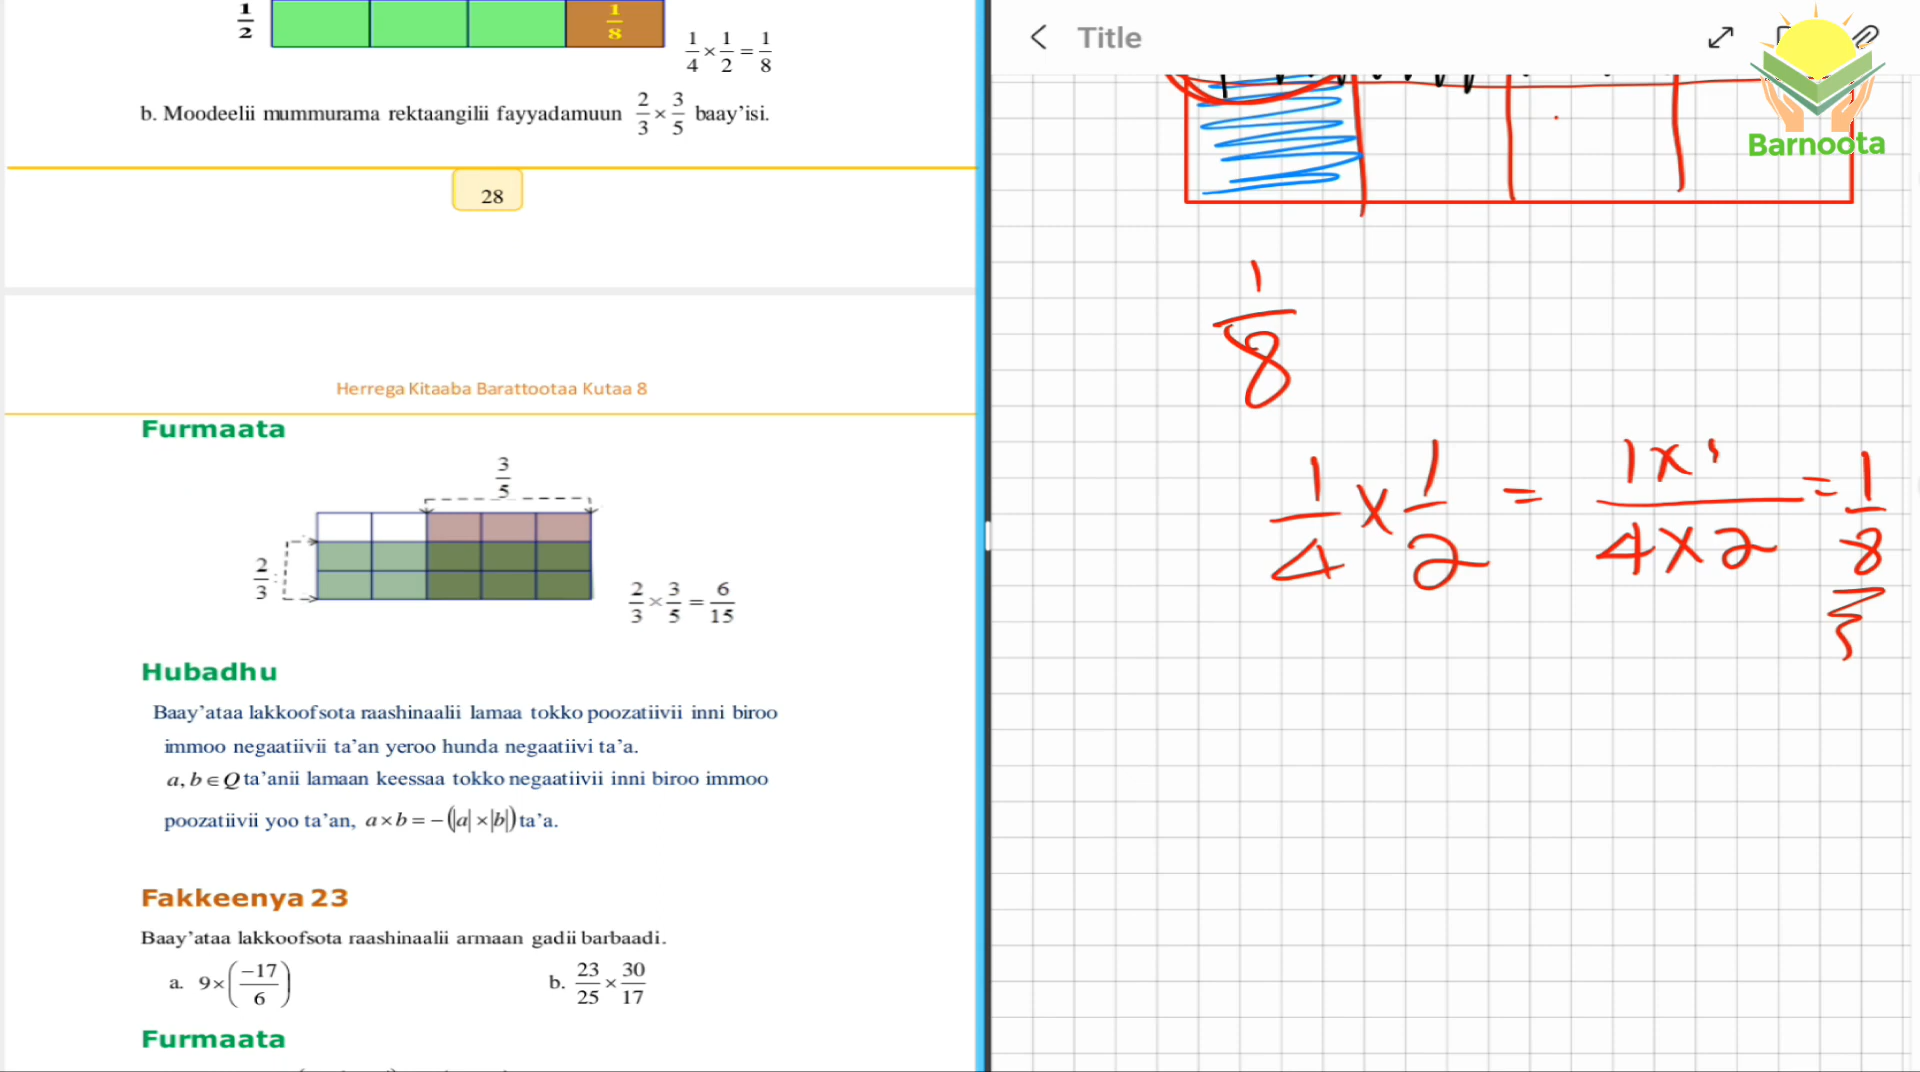 1/2
1/8
1/4 × 1/2 = 1/8
b. Moodeelii mummurama rektaangilii fayyadamuun 2/3 × 3/5 baay'isi.
28
Herrega Kitaaba Barattootaa Kutaa 8
Furmaata
3/5
2/3
2/3 × 3/5 = 6/15
Hubadhu
Baay'ataa lakkoofsota raashinaalii lamaa tokko poozatiivii inni biroo
immoo negaatiivii ta'an yeroo hunda negaatiivi ta'a.
a, b ∈ Q ta'anii lamaan keessaa tokko negaatiivii inni biroo immoo
poozatiivii yoo ta'an, a × b = −(|a| × |b|) ta'a.
Fakkeenya 23
Baay'ataa lakkoofsota raashinaalii armaan gadii barbaadi.
a. 9×(−17/6)
b. 23/25 × 30/17
Furmaata
Title
Barnoota
1/8
1/4 × 1/2 = 1×1/4×2 = 1/8